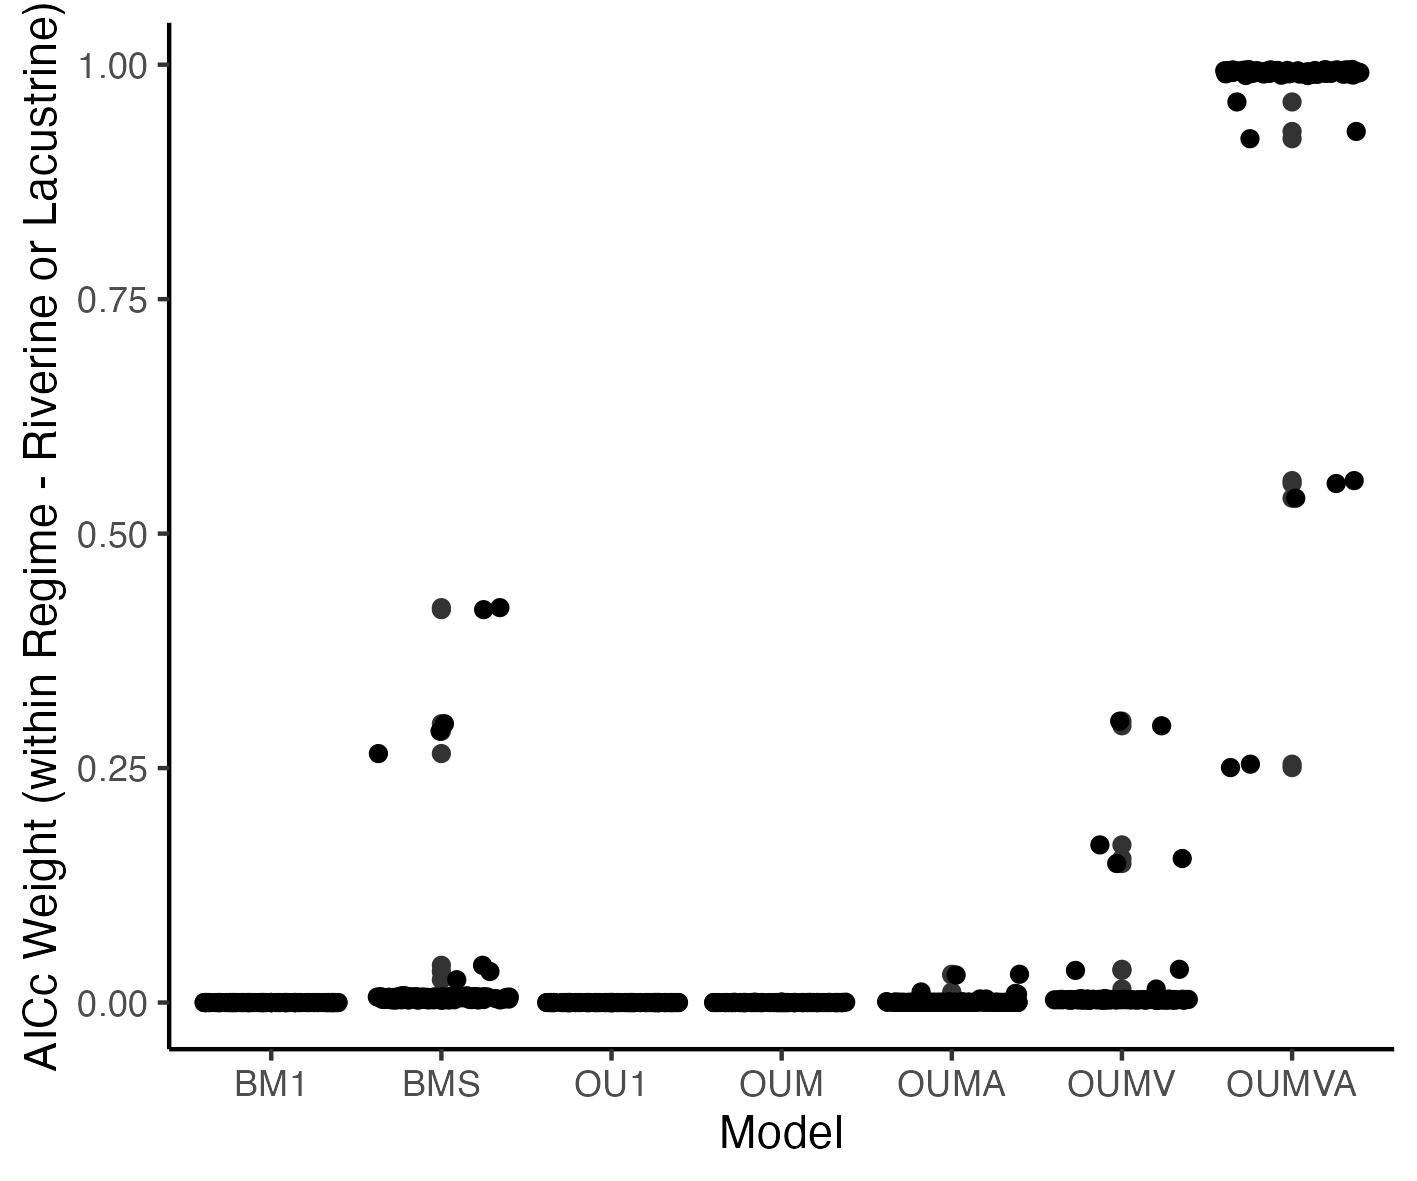 AICc Weight (within Regime - Riverine or Lacustrine)
1.00
0.75
0.50
0.25
0.00
BM1 BMS OU1 OUM OUMA OUMV OUMVA
Model